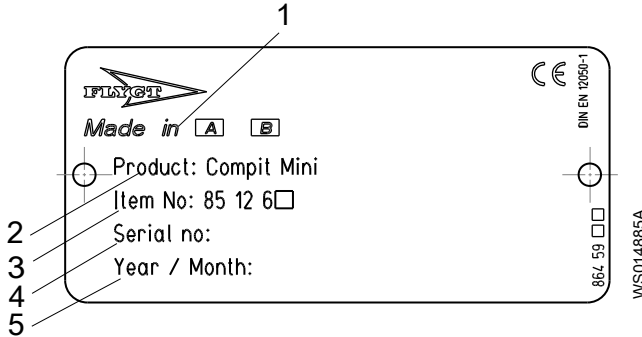 1
FLYGT
CE
DIN EN 12050-1
Made in A B
Product: Compit Mini
Item No: 85 12 6□
Serial no:
Year / Month:
2
3
4
5
864 59 □□
WS014885A